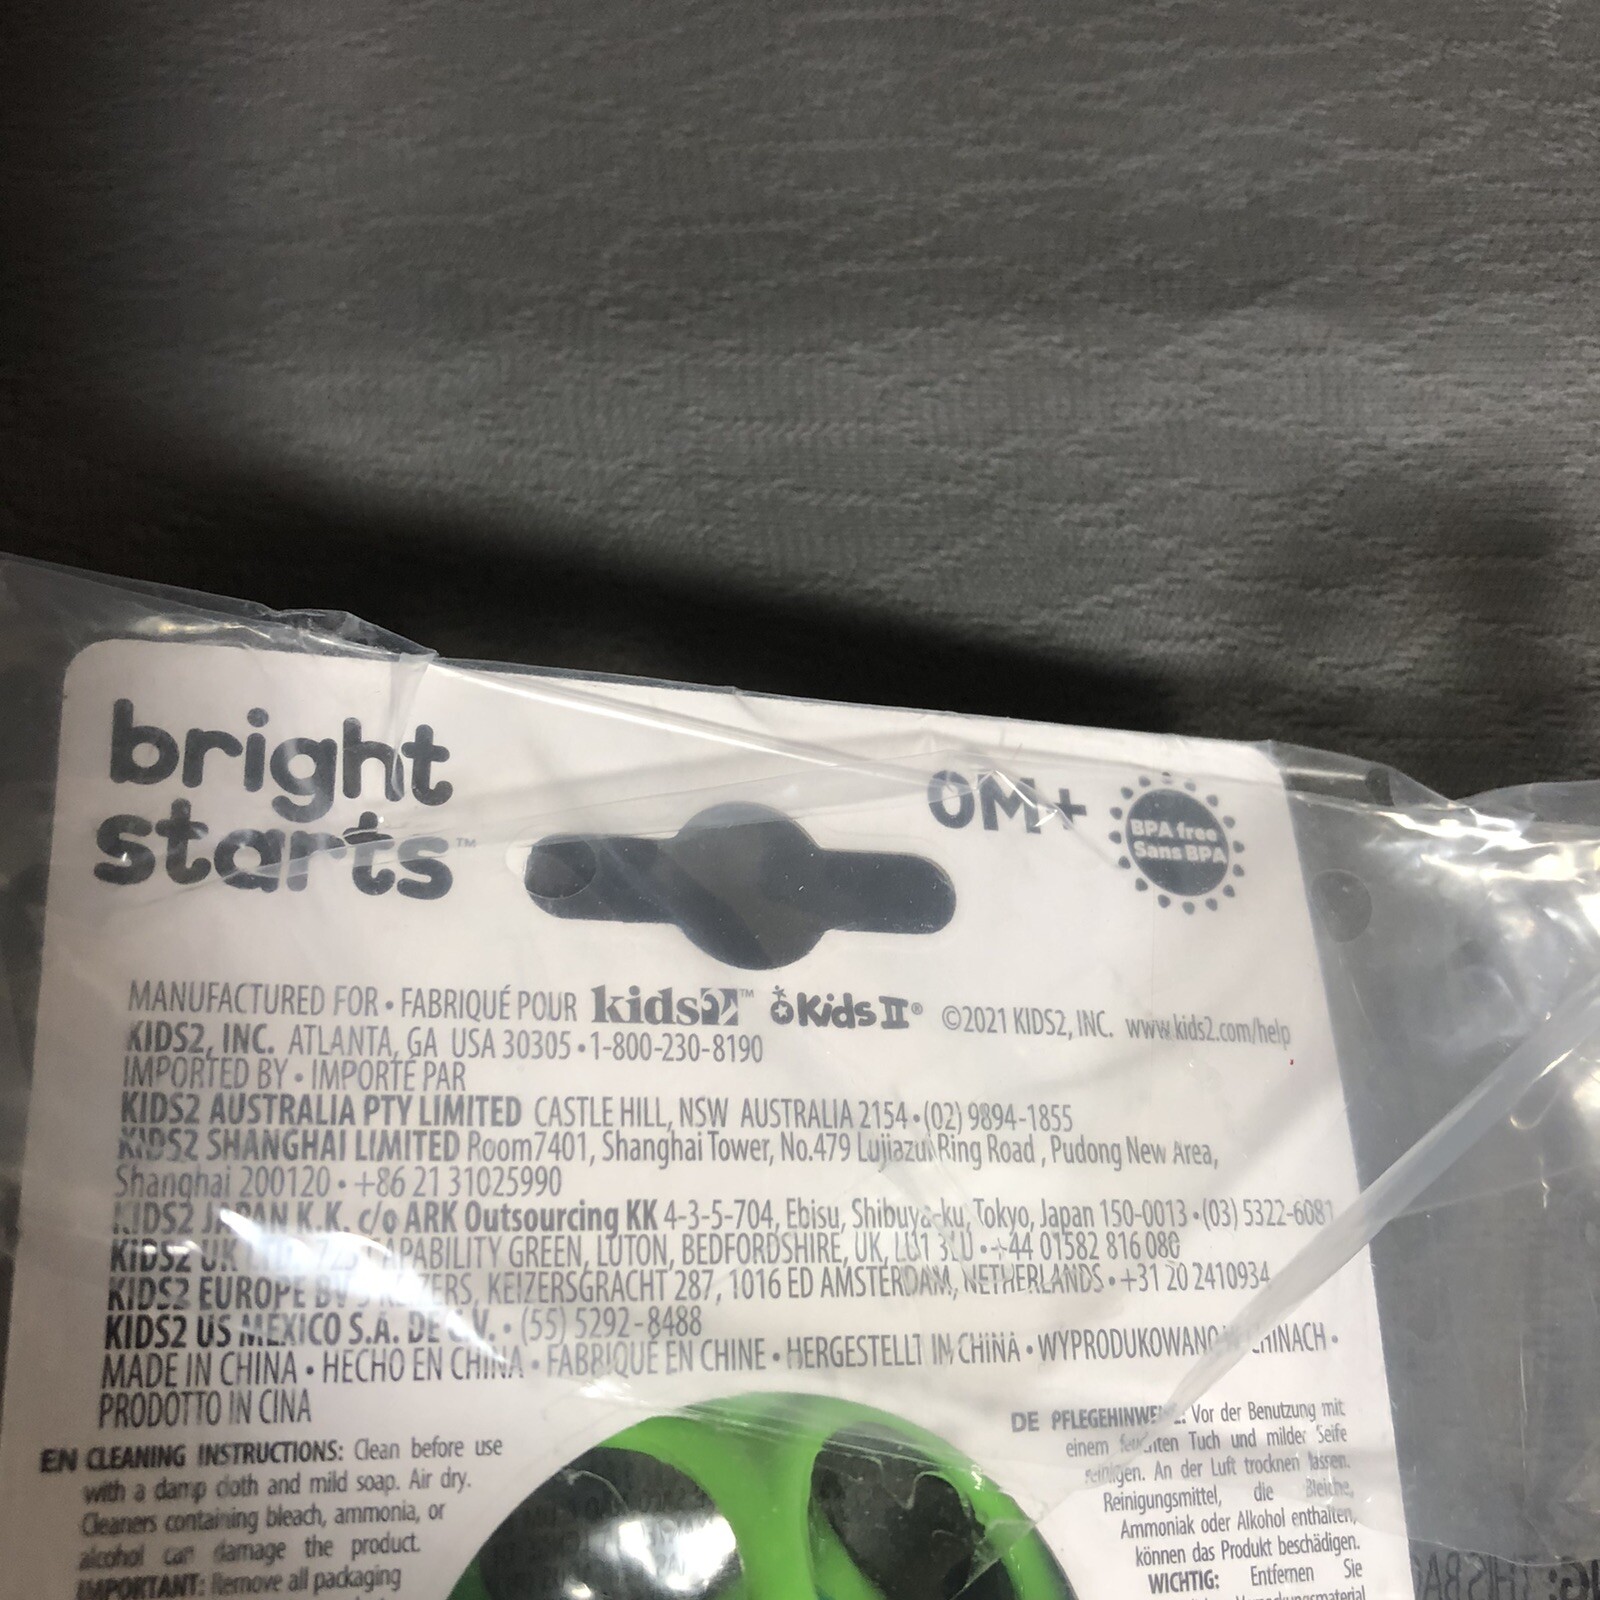 bright
starts™
0M+
BPA free
Sans BPA
MANUFACTURED FOR • FABRIQUÉ POUR kids2™ Kids II® ©2021 KIDS2, INC. www.kids2.com/help
KIDS2, INC. ATLANTA, GA USA 30305 • 1-800-230-8190
IMPORTED BY • IMPORTÉ PAR
KIDS2 AUSTRALIA PTY LIMITED CASTLE HILL, NSW AUSTRALIA 2154 • (02) 9894-1855
KIDS2 SHANGHAI LIMITED Room7401, Shanghai Tower, No.479 Lujiazui Ring Road , Pudong New Area,
Shanghai 200120 • +86 21 31025990
KIDS2 JAPAN K.K. c/o ARK Outsourcing KK 4-3-5-704, Ebisu, Shibuya-ku, Tokyo, Japan 150-0013 • (03) 5322-6081
KIDS2 UK CAPABILITY GREEN, LUTON, BEDFORDSHIRE, UK, LU1 3LU • +44 01582 816 080
KIDS2 EUROPE BV KEIZERSGRACHT 287, 1016 ED AMSTERDAM, NETHERLANDS • +31 20 2410934
KIDS2 US MEXICO S.A. DE C.V. • (55) 5292-8488
MADE IN CHINA • HECHO EN CHINA • FABRIQUÉ EN CHINE • HERGESTELLT IN CHINA • WYPRODUKOWANO W CHINACH •
PRODOTTO IN CINA
EN CLEANING INSTRUCTIONS: Clean before use
with a damp cloth and mild soap. Air dry.
Cleaners containing bleach, ammonia, or
alcohol can damage the product.
IMPORTANT: Remove all packaging
DE PFLEGEHINWEISE: Vor der Benutzung mit
einem feuchten Tuch und milder Seife
reinigen. An der Luft trocknen lassen.
Reinigungsmittel, die Bleiche,
Ammoniak oder Alkohol enthalten,
können das Produkt beschädigen.
WICHTIG: Entfernen Sie